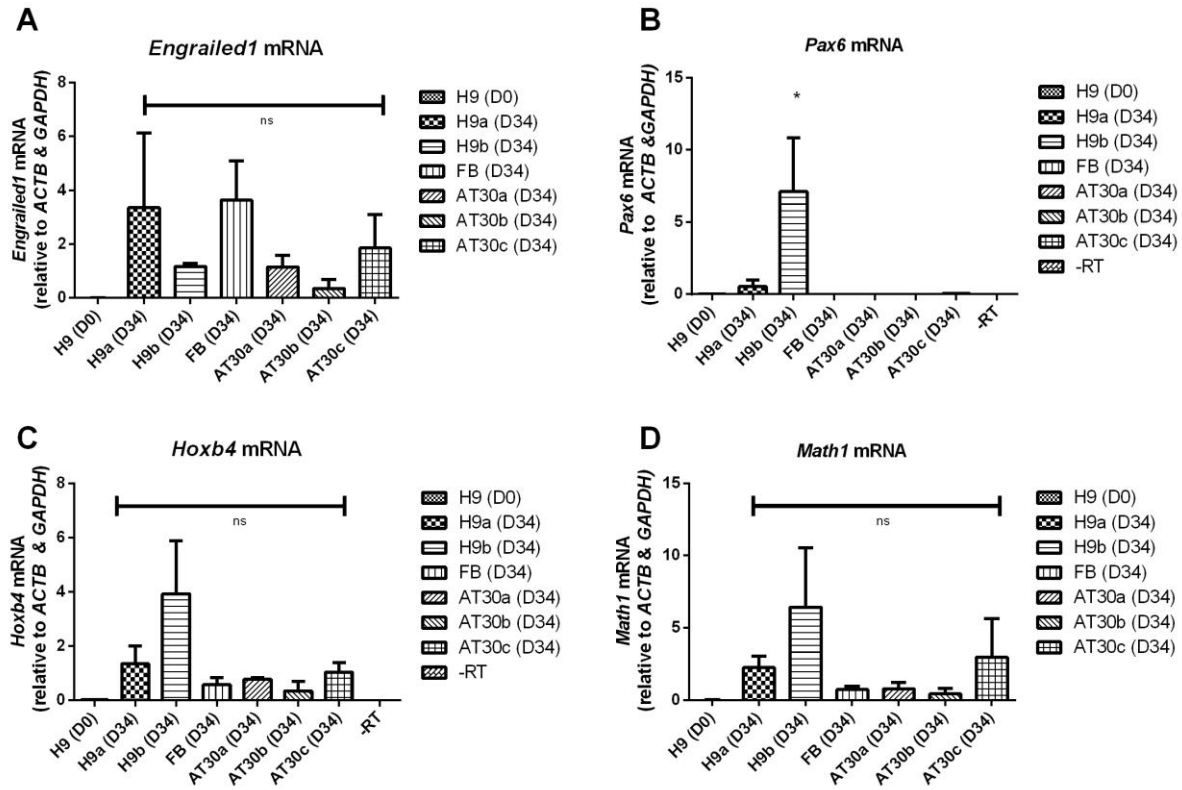 A
Engrailed1 mRNA
Engrailed1 mRNA
(relative to ACTB & GAPDH)
8
6
4
2
0
ns
H9 (D0)
H9a (D34)
H9b (D34)
FB (D34)
AT30a (D34)
AT30b (D34)
AT30c (D34)
H9 (D0)
H9a (D34)
H9b (D34)
FB (D34)
AT30a (D34)
AT30b (D34)
AT30c (D34)
B
Pax6 mRNA
Pax6 mRNA
(relative to ACTB &GAPDH)
15
10
5
0
*
H9 (D0)
H9a (D34)
H9b (D34)
FB (D34)
AT30a (D34)
AT30b (D34)
AT30c (D34)
-RT
H9 (D0)
H9a (D34)
H9b (D34)
FB (D34)
AT30a (D34)
AT30b (D34)
AT30c (D34)
-RT
C
Hoxb4 mRNA
Hoxb4 mRNA
(relative to ACTB & GAPDH)
8
6
4
2
0
ns
H9 (D0)
H9a (D34)
H9b (D34)
FB (D34)
AT30a (D34)
AT30b (D34)
AT30c (D34)
-RT
H9 (D0)
H9a (D34)
H9b (D34)
FB (D34)
AT30a (D34)
AT30b (D34)
AT30c (D34)
-RT
D
Math1 mRNA
Math1 mRNA
(relative to ACTB & GAPDH)
15
10
5
0
ns
H9 (D0)
H9a (D34)
H9b (D34)
FB (D34)
AT30a (D34)
AT30b (D34)
AT30c (D34)
H9 (D0)
H9a (D34)
H9b (D34)
FB (D34)
AT30a (D34)
AT30b (D34)
AT30c (D34)